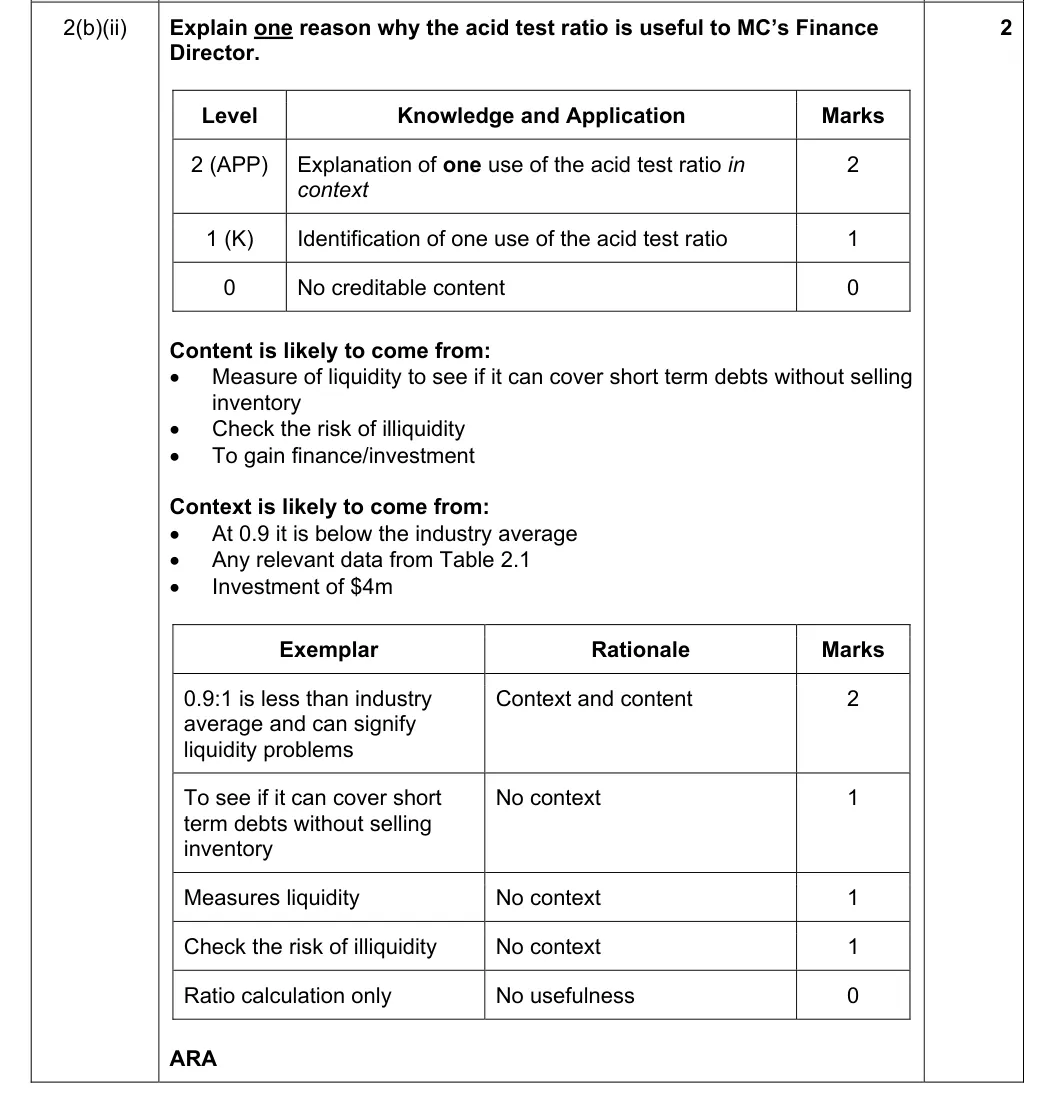 2(b)(ii) Explain one reason why the acid test ratio is useful to MC’s Finance 2
Director.
Level Knowledge and Application Marks
2 (APP) Explanation of one use of the acid test ratio in 2
context
1 (K) Identification of one use of the acid test ratio 1
0 No creditable content 0
Content is likely to come from:
• Measure of liquidity to see if it can cover short term debts without selling
inventory
• Check the risk of illiquidity
• To gain finance/investment
Context is likely to come from:
• At 0.9 it is below the industry average
• Any relevant data from Table 2.1
• Investment of $4m
Exemplar Rationale Marks
0.9:1 is less than industry Context and content 2
average and can signify
liquidity problems
To see if it can cover short No context 1
term debts without selling
inventory
Measures liquidity No context 1
Check the risk of illiquidity No context 1
Ratio calculation only No usefulness 0
ARA